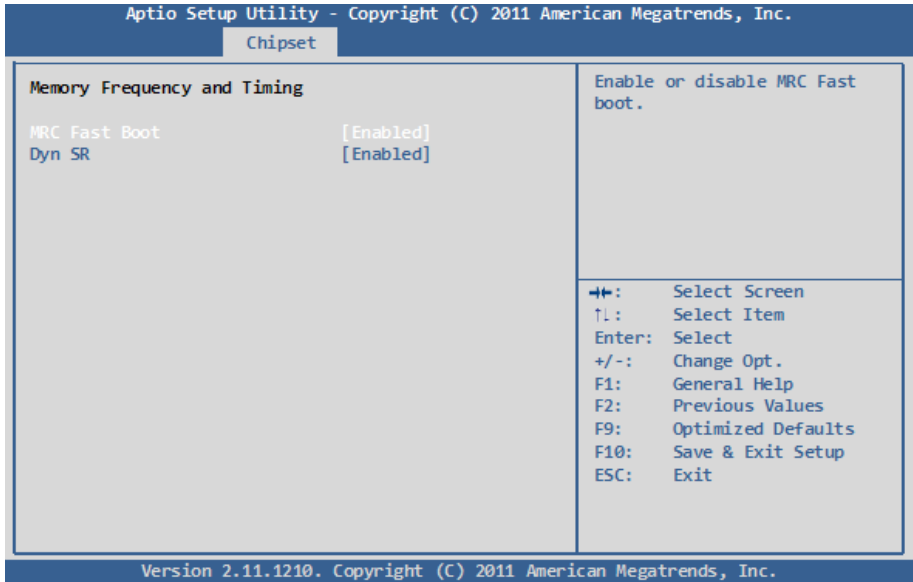 Aptio Setup Utility - Copyright (C) 2011 American Megatrends, Inc.
Chipset
Memory Frequency and Timing
MRC Fast Boot [Enabled]
Dyn SR [Enabled]
Enable or disable MRC Fast
boot.
→←: Select Screen
↑↓: Select Item
Enter: Select
+/-: Change Opt.
F1: General Help
F2: Previous Values
F9: Optimized Defaults
F10: Save & Exit Setup
ESC: Exit
Version 2.11.1210. Copyright (C) 2011 American Megatrends, Inc.